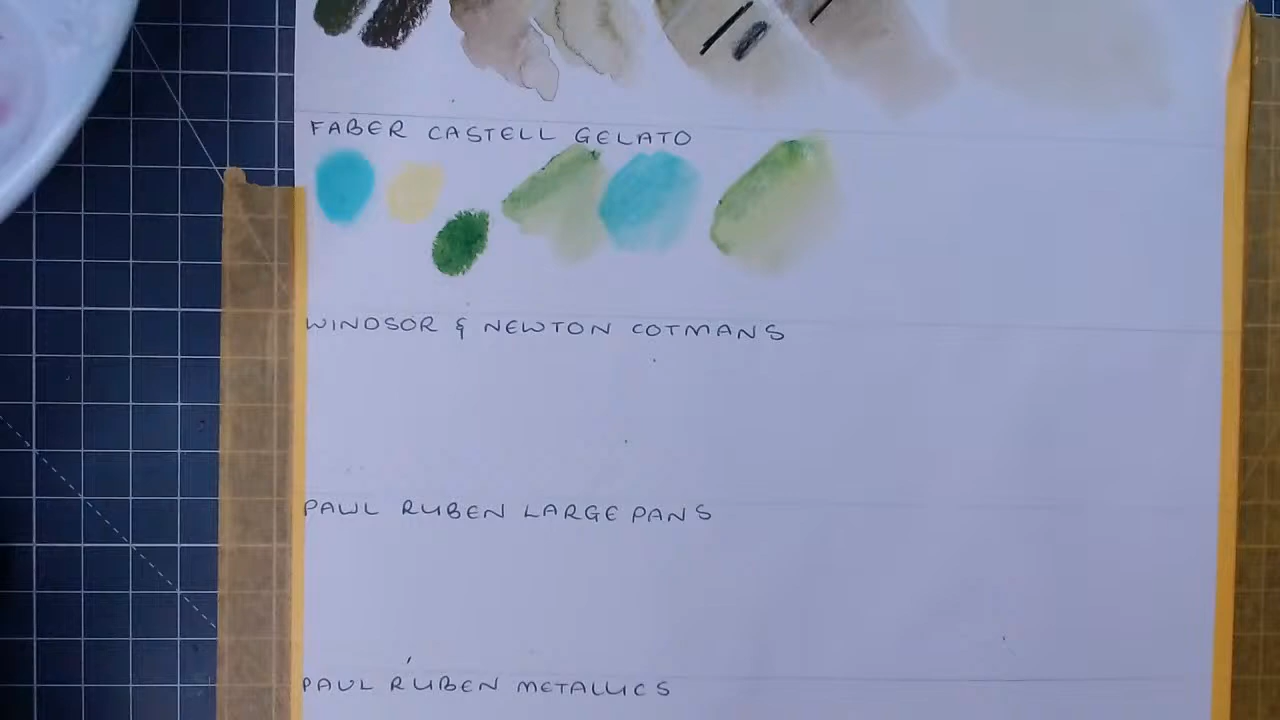 FABER CASTELL GELATO
WINDSOR & NEWTON COTMANS
PAUL RUBEN LARGE PANS
PAUL RUBEN METALLICS